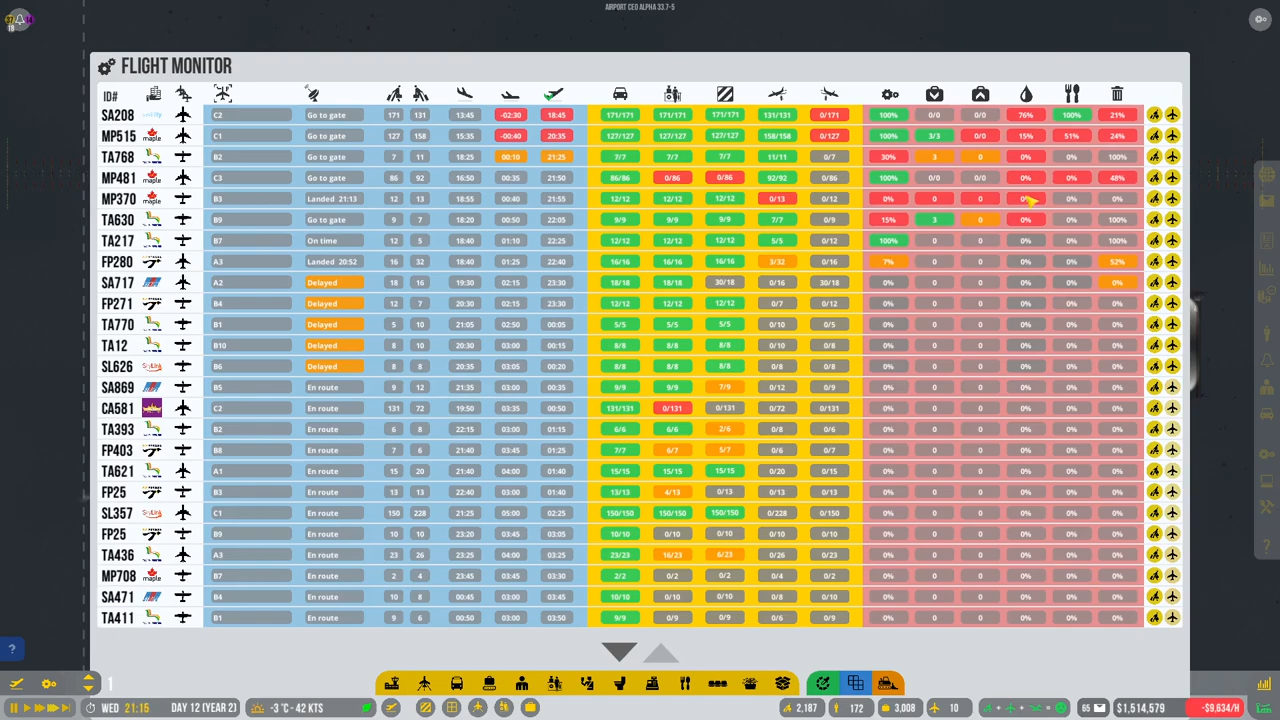 AIRPORT CEO ALPHA 33.7-5
FLIGHT MONITOR
ID#
SA208 C2 Go to gate 171 131 13:45 -02:30 18:45 171/171 171/171 171/171 131/131 0/171 100% 0/0 0/0 76% 100% 21%
MP515 maple C1 Go to gate 127 158 15:35 -00:40 20:35 127/127 127/127 127/127 158/158 0/127 100% 3/3 0/0 15% 51% 24%
TA768 B2 Go to gate 7 11 18:25 00:10 21:25 7/7 7/7 7/7 11/11 0/7 30% 3 0 0% 0% 100%
MP481 maple C3 Go to gate 86 92 16:50 00:35 21:50 86/86 0/86 0/86 92/92 0/86 100% 0/0 0/0 0% 0% 48%
MP370 maple B3 Landed 21:13 12 13 18:55 00:40 21:55 12/12 12/12 12/12 0/13 0/12 0% 0 0 0% 0% 0%
TA630 B9 Go to gate 9 7 18:20 00:50 22:05 9/9 9/9 9/9 7/7 0/9 15% 3 0 0% 0% 100%
TA217 B7 On time 12 5 18:40 01:10 22:25 12/12 12/12 12/12 5/5 0/12 100% 0 0 0% 0% 100%
FP280 A3 Landed 20:52 16 32 18:40 01:25 22:40 16/16 16/16 16/16 3/32 0/16 7% 0 0 0% 0% 52%
SA717 A2 Delayed 18 16 19:30 02:15 23:30 18/18 18/18 30/18 0/16 30/18 0% 0 0 0% 0% 0%
FP271 B4 Delayed 12 7 20:30 02:15 23:30 12/12 12/12 12/12 0/7 0/12 0% 0 0 0% 0% 0%
TA770 B1 Delayed 5 10 21:05 02:50 00:05 5/5 5/5 5/5 0/10 0/5 0% 0 0 0% 0% 0%
TA12 B10 Delayed 8 10 20:30 03:00 00:15 8/8 8/8 8/8 0/10 0/8 0% 0 0 0% 0% 0%
SL626 SkyLink B6 Delayed 8 8 20:35 03:05 00:20 8/8 8/8 8/8 0/8 0/8 0% 0 0 0% 0% 0%
SA869 B5 En route 9 12 21:35 03:00 00:35 9/9 9/9 7/9 0/12 0/9 0% 0 0 0% 0% 0%
CA581 C2 En route 131 72 19:50 03:35 00:50 131/131 0/131 0/131 0/72 0/131 0% 0 0 0% 0% 0%
TA393 B2 En route 6 8 22:15 03:00 01:15 6/6 6/6 2/6 0/8 0/6 0% 0 0 0% 0% 0%
FP403 B8 En route 7 6 21:40 03:45 01:25 7/7 6/7 5/7 0/6 0/7 0% 0 0 0% 0% 0%
TA621 A1 En route 15 20 21:40 04:00 01:40 15/15 15/15 15/15 0/20 0/15 0% 0 0 0% 0% 0%
FP25 B3 En route 13 13 22:40 03:00 01:40 13/13 4/13 0/13 0/13 0/13 0% 0 0 0% 0% 0%
SL357 SkyLink C1 En route 150 228 21:25 05:00 02:25 150/150 150/150 150/150 0/228 0/150 0% 0 0 0% 0% 0%
FP25 B9 En route 10 10 23:20 03:45 03:05 10/10 0/10 0/10 0/10 0/10 0% 0 0 0% 0% 0%
TA436 A3 En route 23 26 23:25 04:00 03:25 23/23 16/23 6/23 0/26 0/23 0% 0 0 0% 0% 0%
MP708 maple B7 En route 2 4 23:45 03:45 03:30 2/2 0/2 0/2 0/4 0/2 0% 0 0 0% 0% 0%
SA471 B4 En route 10 8 00:45 03:00 03:45 10/10 0/10 0/10 0/8 0/10 0% 0 0 0% 0% 0%
TA411 B1 En route 9 6 00:50 03:00 03:50 9/9 0/9 0/9 0/6 0/9 0% 0 0 0% 0% 0%
?
1
WED 21:15 DAY 12 (YEAR 2) -3 °C - 42 KTS 2,187 172 3,008 10 65 $1,514,579 -$9,634/H